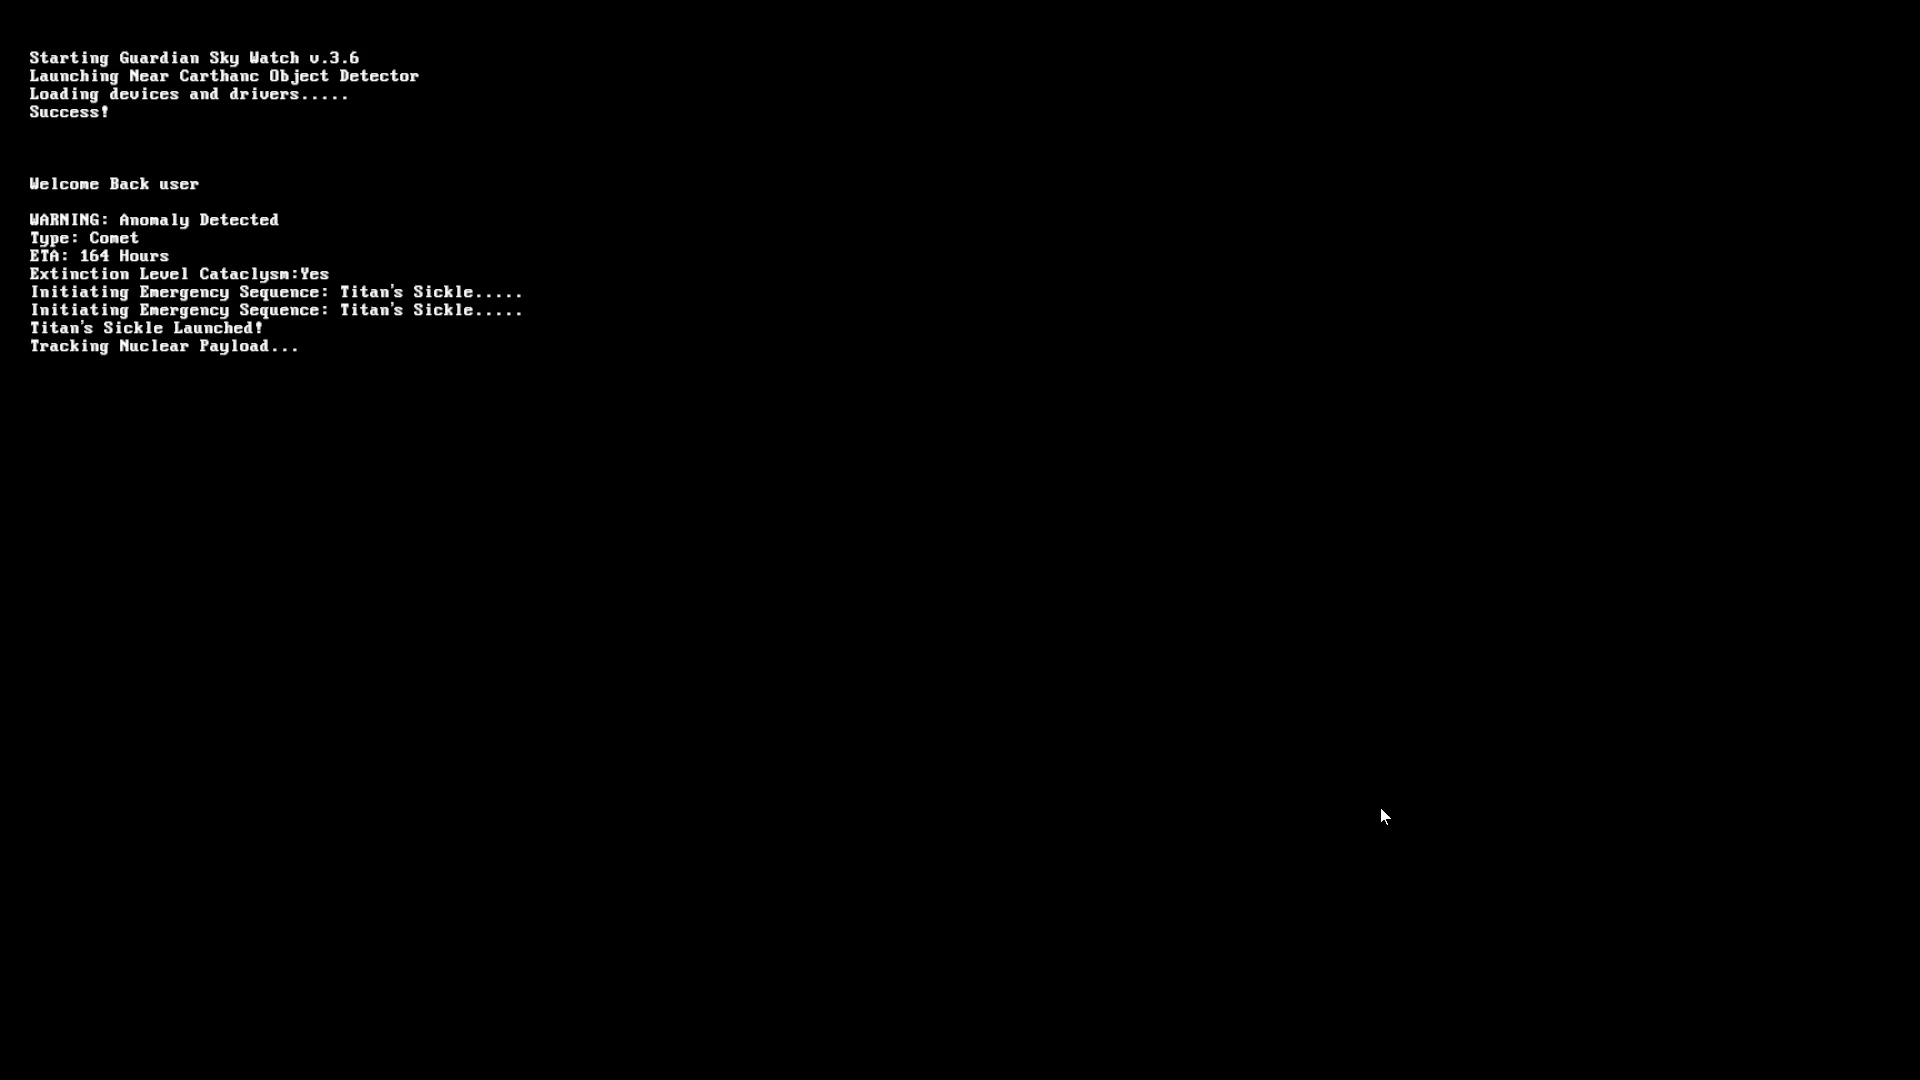 Starting Guardian Sky Watch v.3.6
Launching Near Carthanc Object Detector
Loading devices and drivers.....
Success!
Welcome Back user
WARNING: Anomaly Detected
Type: Comet
ETA: 164 Hours
Extinction Level Cataclysm:Yes
Initiating Emergency Sequence: Titan's Sickle.....
Initiating Emergency Sequence: Titan's Sickle.....
Titan's Sickle Launched!
Tracking Nuclear Payload...